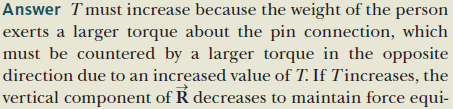 Answer T must increase because the weight of the person
exerts a larger torque about the pin connection, which
must be countered by a larger torque in the opposite
direction due to an increased value of T. If T increases, the
vertical component of R⃗ decreases to maintain force equi-